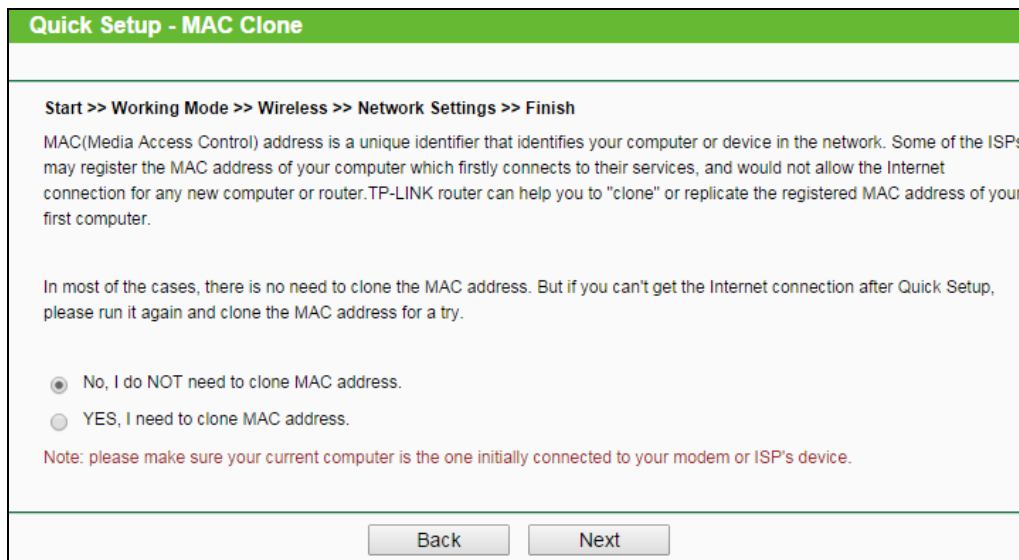 Quick Setup - MAC Clone
Start >> Working Mode >> Wireless >> Network Settings >> Finish
MAC(Media Access Control) address is a unique identifier that identifies your computer or device in the network. Some of the ISPs
may register the MAC address of your computer which firstly connects to their services, and would not allow the Internet
connection for any new computer or router.TP-LINK router can help you to "clone" or replicate the registered MAC address of your
first computer.
In most of the cases, there is no need to clone the MAC address. But if you can't get the Internet connection after Quick Setup,
please run it again and clone the MAC address for a try.
No, I do NOT need to clone MAC address.
YES, I need to clone MAC address.
Note: please make sure your current computer is the one initially connected to your modem or ISP's device.
Back Next